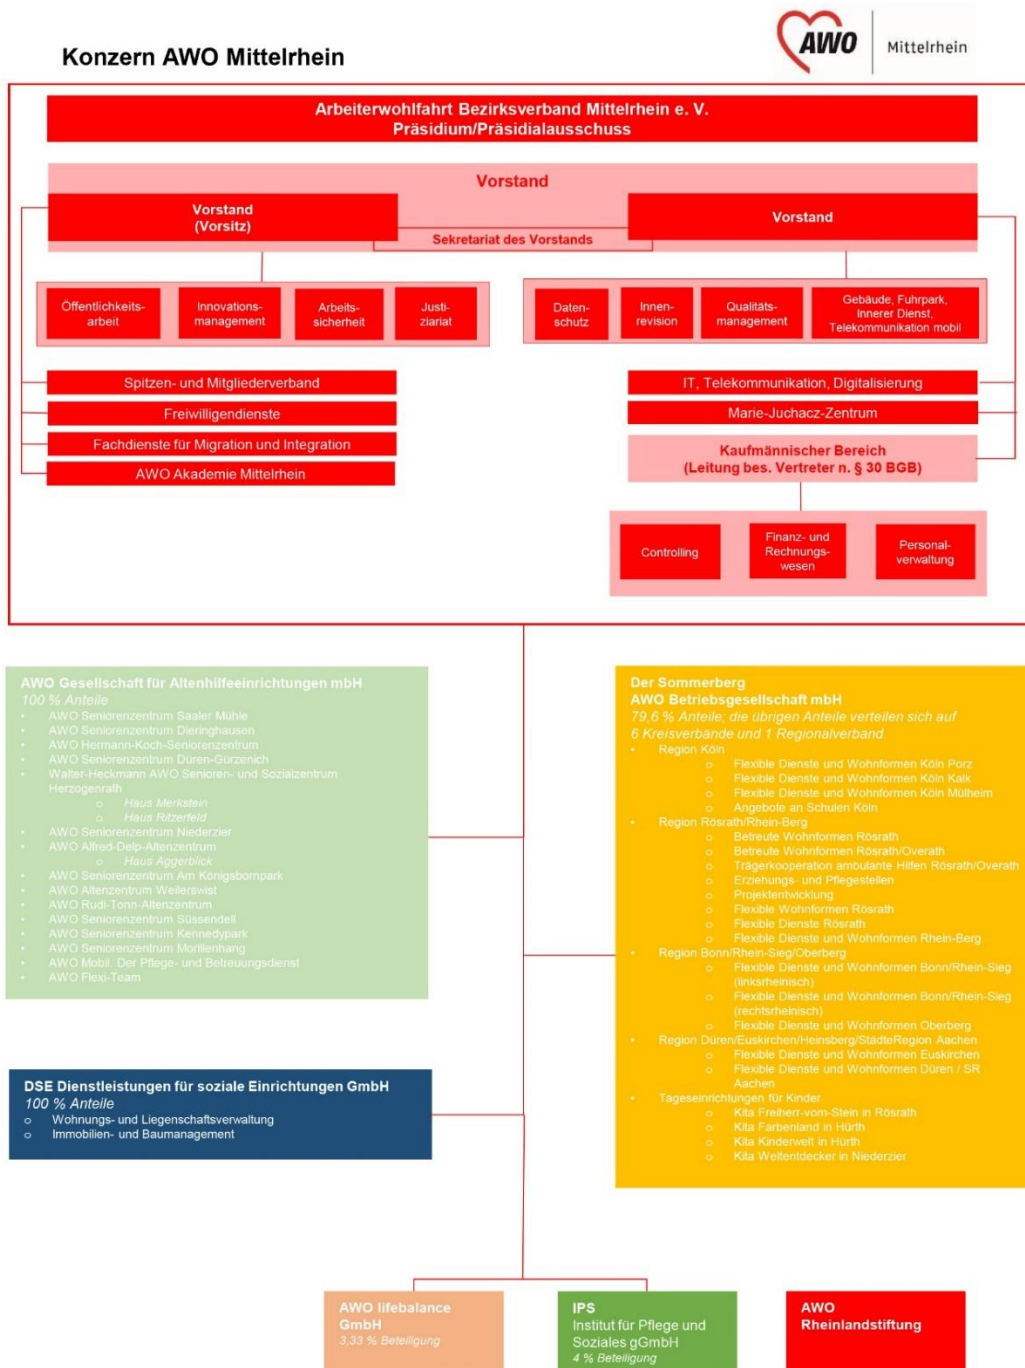 Konzern AWO Mittelrhein
AWO
Mittelrhein
Arbeiterwohlfahrt Bezirksverband Mittelrhein e. V.
Präsidium/Präsidialausschuss
Vorstand
Vorstand
(Vorsitz)
Sekretariat des Vorstands
Vorstand
Öffentlichkeits-
arbeit
Innovations-
management
Arbeits-
sicherheit
Justi-
ziariat
Daten-
schutz
Innen-
revision
Qualitäts-
management
Gebäude, Fuhrpark,
Innerer Dienst,
Telekommunikation mobil
Spitzen- und Mitgliederverband
Freiwilligendienste
Fachdienste für Migration und Integration
AWO Akademie Mittelrhein
IT, Telekommunikation, Digitalisierung
Marie-Juchacz-Zentrum
Kaufmännischer Bereich
(Leitung bes. Vertreter n. § 30 BGB)
Controlling
Finanz- und
Rechnungs-
wesen
Personal-
verwaltung
AWO Gesellschaft für Altenhilfeeinrichtungen mbH
100 % Anteile
• AWO Seniorenzentrum Saaler Mühle
• AWO Seniorenzentrum Dieringhausen
• AWO Hermann-Koch-Seniorenzentrum
• AWO Seniorenzentrum Düren-Gürzenich
• Walter-Heckmann AWO Senioren- und Sozialzentrum
Herzogenrath
o Haus Merkstein
o Haus Ritzerfeld
• AWO Seniorenzentrum Niederzier
• AWO Alfred-Delp-Altenzentrum
o Haus Aggerblick
• AWO Seniorenzentrum Am Königsbornpark
• AWO Altenzentrum Weilerswist
• AWO Rudi-Tonn-Altenzentrum
• AWO Seniorenzentrum Süssendell
• AWO Seniorenzentrum Kennedypark
• AWO Seniorenzentrum Morillenhang
• AWO Mobil. Der Pflege- und Betreuungsdienst
• AWO Flexi-Team
Der Sommerberg
AWO Betriebsgesellschaft mbH
79,6 % Anteile; die übrigen Anteile verteilen sich auf
6 Kreisverbände und 1 Regionalverband
• Region Köln
o Flexible Dienste und Wohnformen Köln Porz
o Flexible Dienste und Wohnformen Köln Kalk
o Flexible Dienste und Wohnformen Köln Mülheim
o Angebote an Schulen Köln
• Region Rösrath/Rhein-Berg
o Betreute Wohnformen Rösrath
o Betreute Wohnformen Rösrath/Overath
o Trägerkooperation ambulante Hilfen Rösrath/Overath
o Erziehungs- und Pflegestellen
o Projektentwicklung
o Flexible Wohnformen Rösrath
o Flexible Dienste Rösrath
o Flexible Dienste und Wohnformen Rhein-Berg
• Region Bonn/Rhein-Sieg/Oberberg
o Flexible Dienste und Wohnformen Bonn/Rhein-Sieg
(linksrheinisch)
o Flexible Dienste und Wohnformen Bonn/Rhein-Sieg
(rechtsrheinisch)
o Flexible Dienste und Wohnformen Oberberg
• Region Düren/Euskirchen/Heinsberg/StädteRegion Aachen
o Flexible Dienste und Wohnformen Euskirchen
o Flexible Dienste und Wohnformen Düren / SR
Aachen
• Tageseinrichtungen für Kinder
o Kita Freiherr-vom-Stein in Rösrath
o Kita Farbenland in Hürth
o Kita Kinderwelt in Hürth
o Kita Weltentdecker in Niederzier
DSE Dienstleistungen für soziale Einrichtungen GmbH
100 % Anteile
o Wohnungs- und Liegenschaftsverwaltung
o Immobilien- und Baumanagement
AWO lifebalance
GmbH
3,33 % Beteiligung
IPS
Institut für Pflege und
Soziales gGmbH
4 % Beteiligung
AWO
Rheinlandstiftung